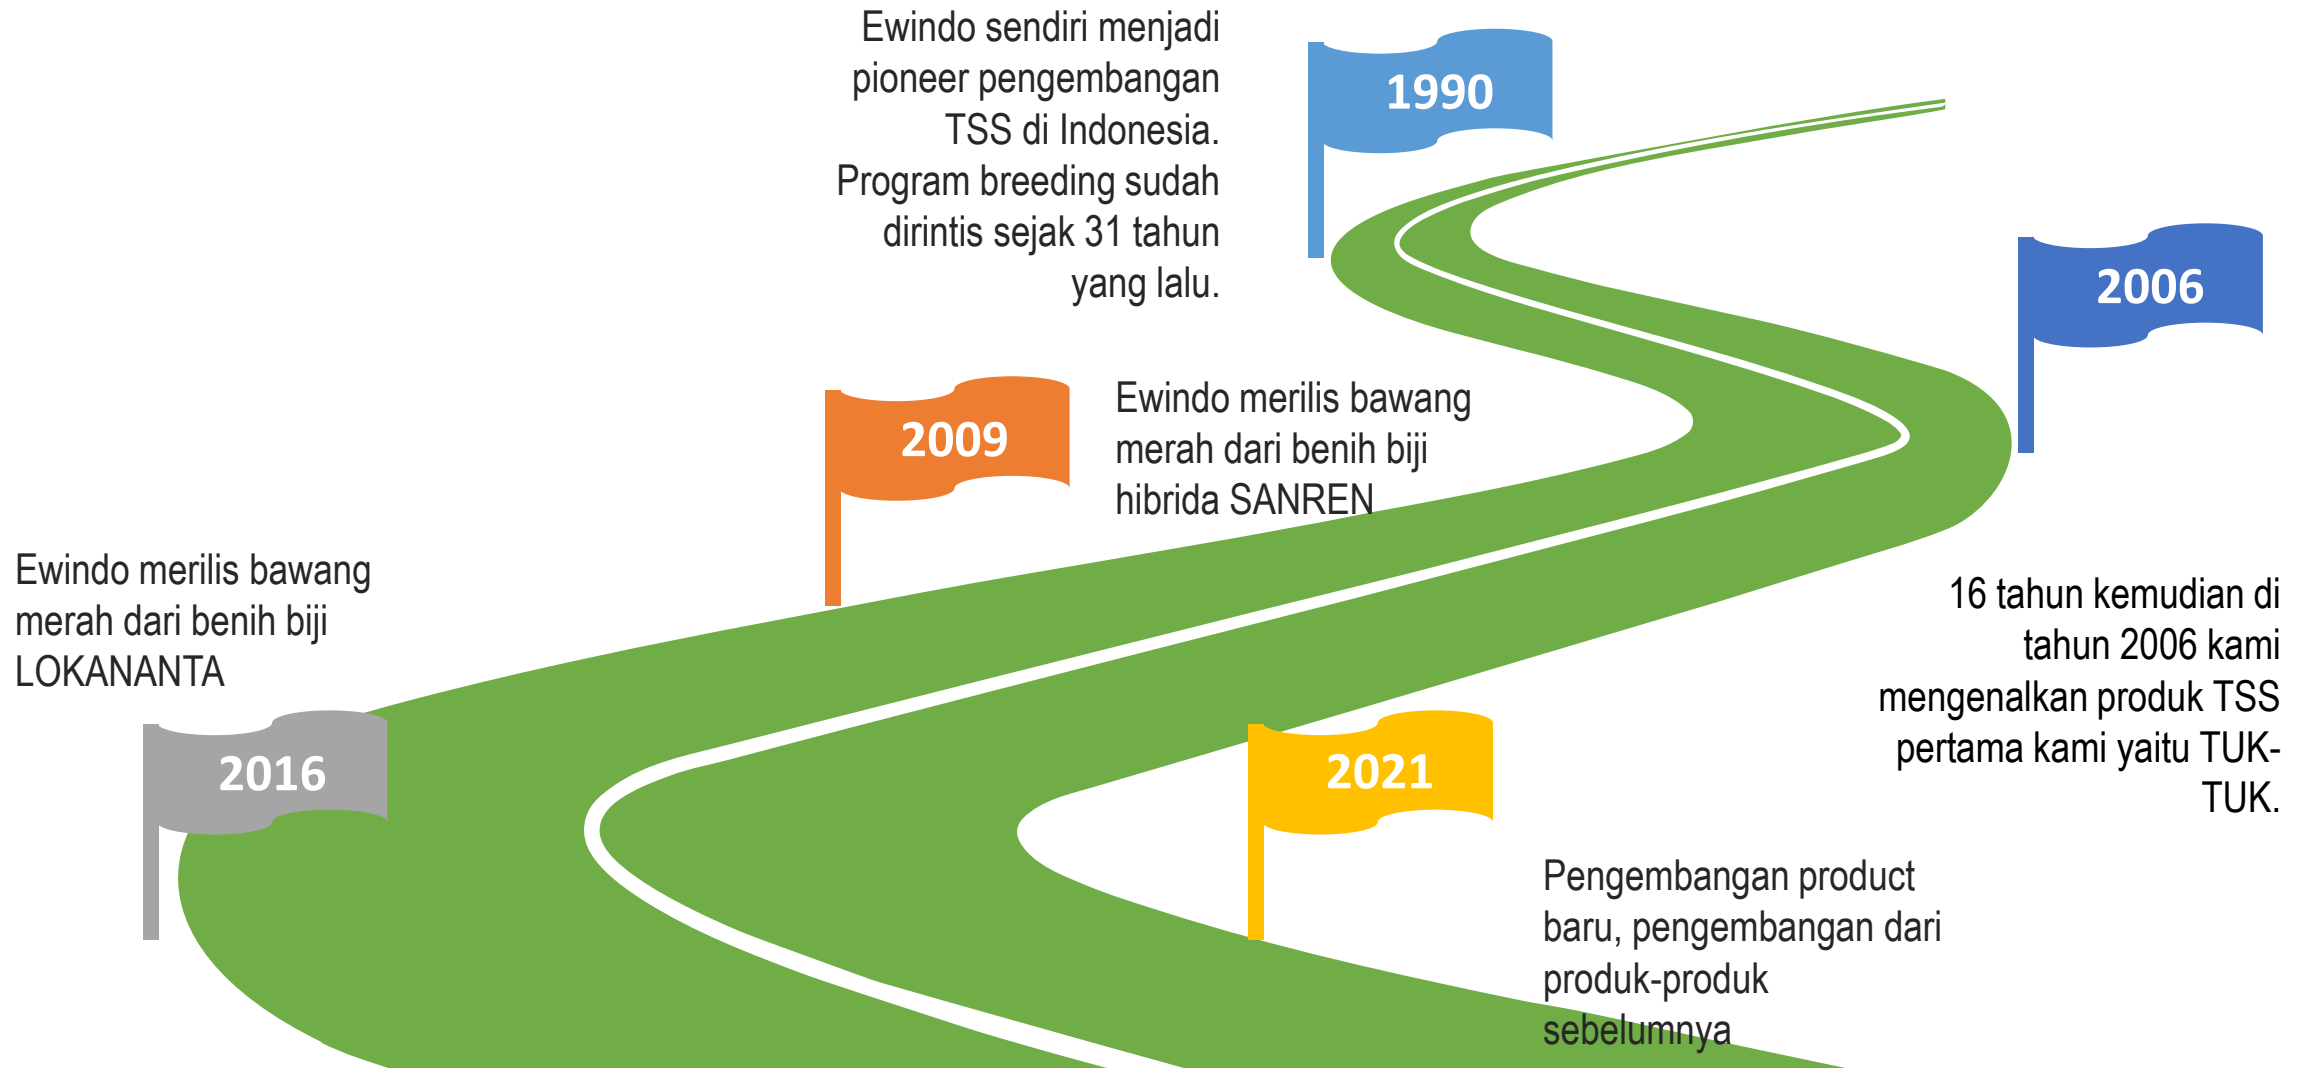 Ewindo sendiri menjadi
pioneer pengembangan
TSS di Indonesia.
Program breeding sudah
dirintis sejak 31 tahun
yang lalu.
1990
2006
16 tahun kemudian di
tahun 2006 kami
mengenalkan produk TSS
pertama kami yaitu TUK-
TUK.
2009
Ewindo merilis bawang
merah dari benih biji
hibrida SANREN
Ewindo merilis bawang
merah dari benih biji
LOKANANTA
2016
2021
Pengembangan product
baru, pengembangan dari
produk-produk
sebelumnya